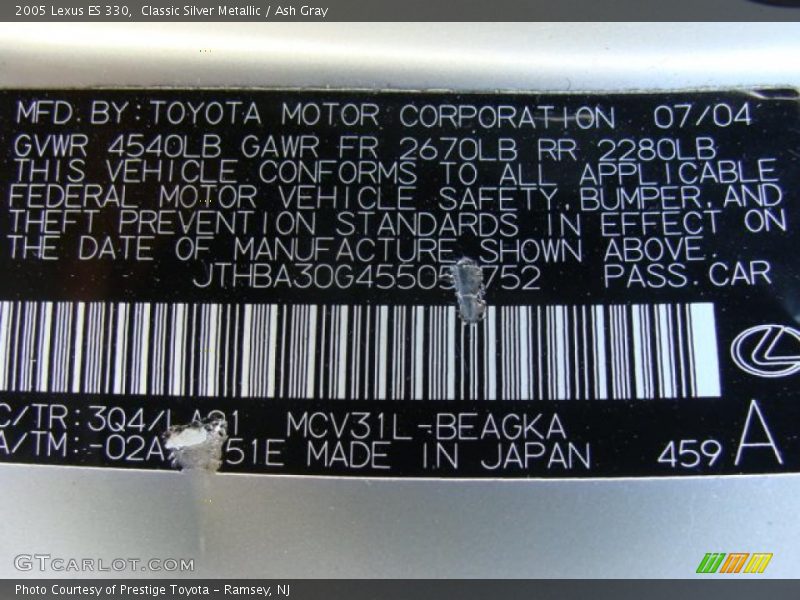 2005 Lexus ES 330, Classic Silver Metallic / Ash Gray
MFD. BY: TOYOTA MOTOR CORPORATION 07/04
GVWR 4540LB GAWR FR 2670LB RR 2280LB
THIS VEHICLE CONFORMS TO ALL APPLICABLE
FEDERAL MOTOR VEHICLE SAFETY, BUMPER, AND
THEFT PREVENTION STANDARDS IN EFFECT ON
THE DATE OF MANUFACTURE SHOWN ABOVE.
PASS. CAR
C/TR: MCV31L-BEAGKA
A/TM: MADE IN JAPAN 459 A
GTCARLOT.COM
Photo Courtesy of Prestige Toyota - Ramsey, NJ